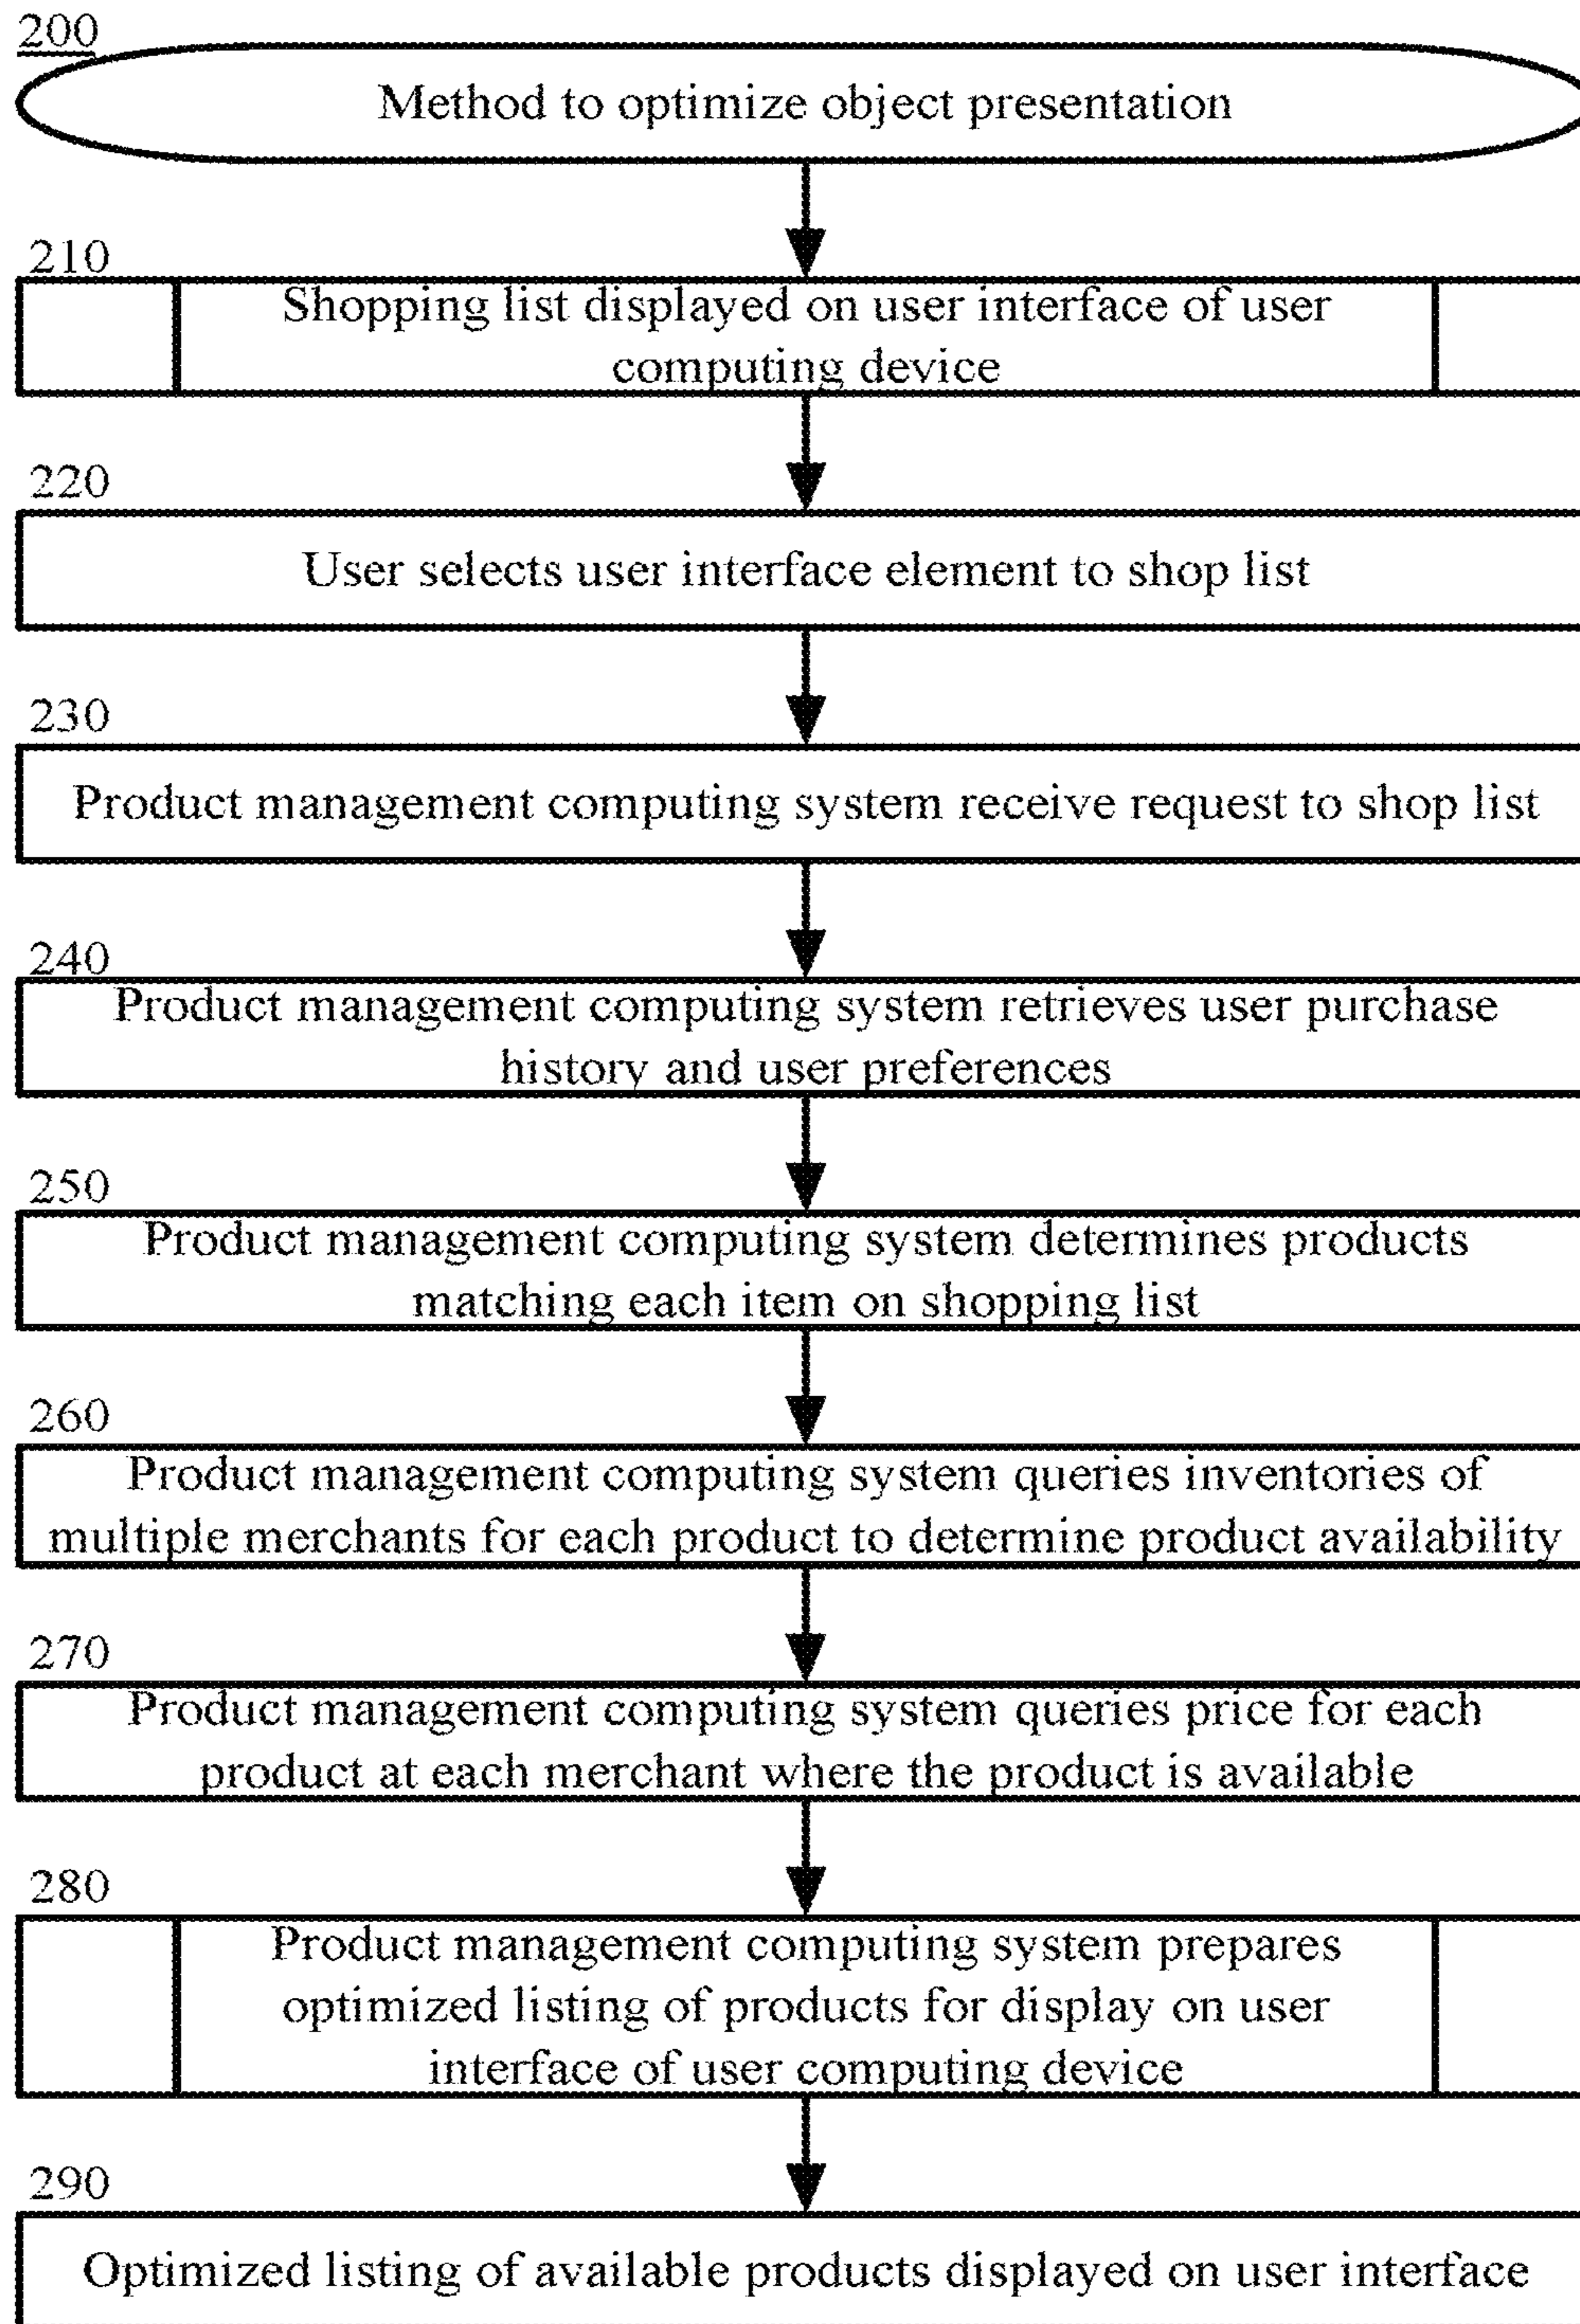 200
Method to optimize object presentation
210
Shopping list displayed on user interface of user
computing device
220
User selects user interface element to shop list
230
Product management computing system receive request to shop list
240
Product management computing system retrieves user purchase
history and user preferences
250
Product management computing system determines products
matching each item on shopping list
260
Product management computing system queries inventories of
multiple merchants for each product to determine product availability
270
Product management computing system queries price for each
product at each merchant where the product is available
280
Product management computing system prepares
optimized listing of products for display on user
interface of user computing device
290
Optimized listing of available products displayed on user interface